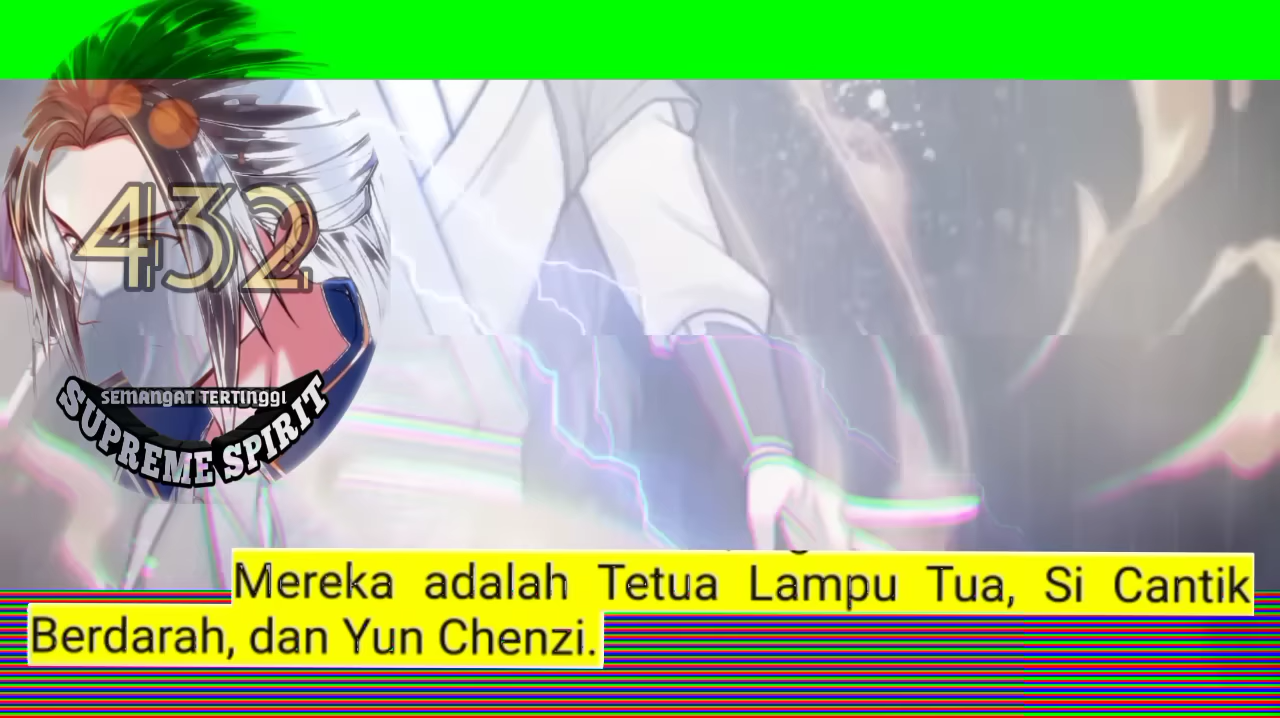 432
SEMANGAT TERTINGGI
SUPREME SPIRIT
Mereka adalah Tetua Lampu Tua, Si Cantik
Berdarah, dan Yun Chenzi.